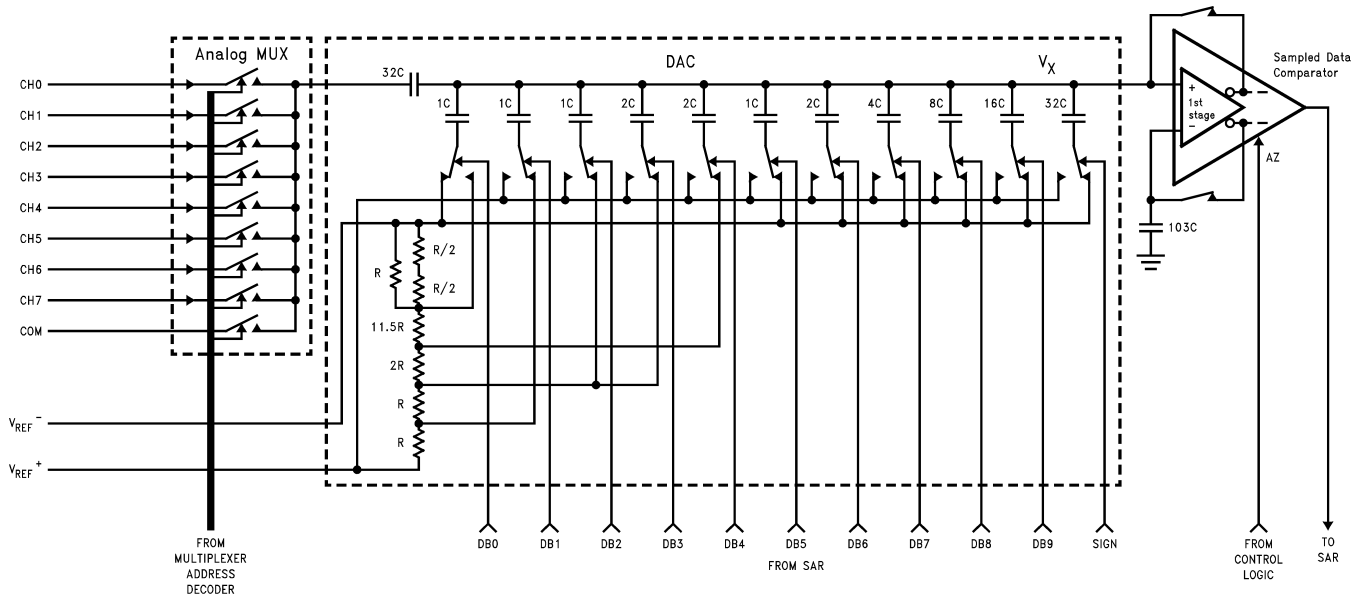 Analog MUX
DAC
VX
Sampled Data
Comparator
CH0
CH1
CH2
CH3
CH4
CH5
CH6
CH7
COM
VREF-
VREF+
32C
1C
1C
1C
2C
2C
1C
2C
4C
8C
16C
32C
+
1st
stage
-
AZ
103C
R/2
R
R/2
11.5R
2R
R
R
DB0
DB1
DB2
DB3
DB4
DB5
DB6
DB7
DB8
DB9
SIGN
FROM SAR
FROM
MULTIPLEXER
ADDRESS
DECODER
FROM
CONTROL
LOGIC
TO
SAR